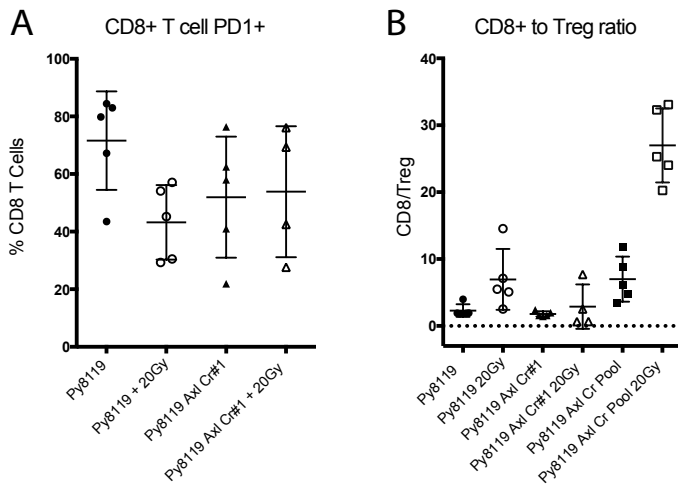 A
CD8+ T cell PD1+
% CD8 T Cells
100
80
60
40
20
0
Py8119
Py8119 + 20Gy
Py8119 Axl Cr#1
Py8119 Axl Cr#1 + 20Gy
B
CD8+ to Treg ratio
CD8/Treg
40
30
20
10
0
Py8119
Py8119 20Gy
Py8119 Axl Cr#1
Py8119 Axl Cr#1 20Gy
Py8119 Axl Cr Pool
Py8119 Axl Cr Pool 20Gy